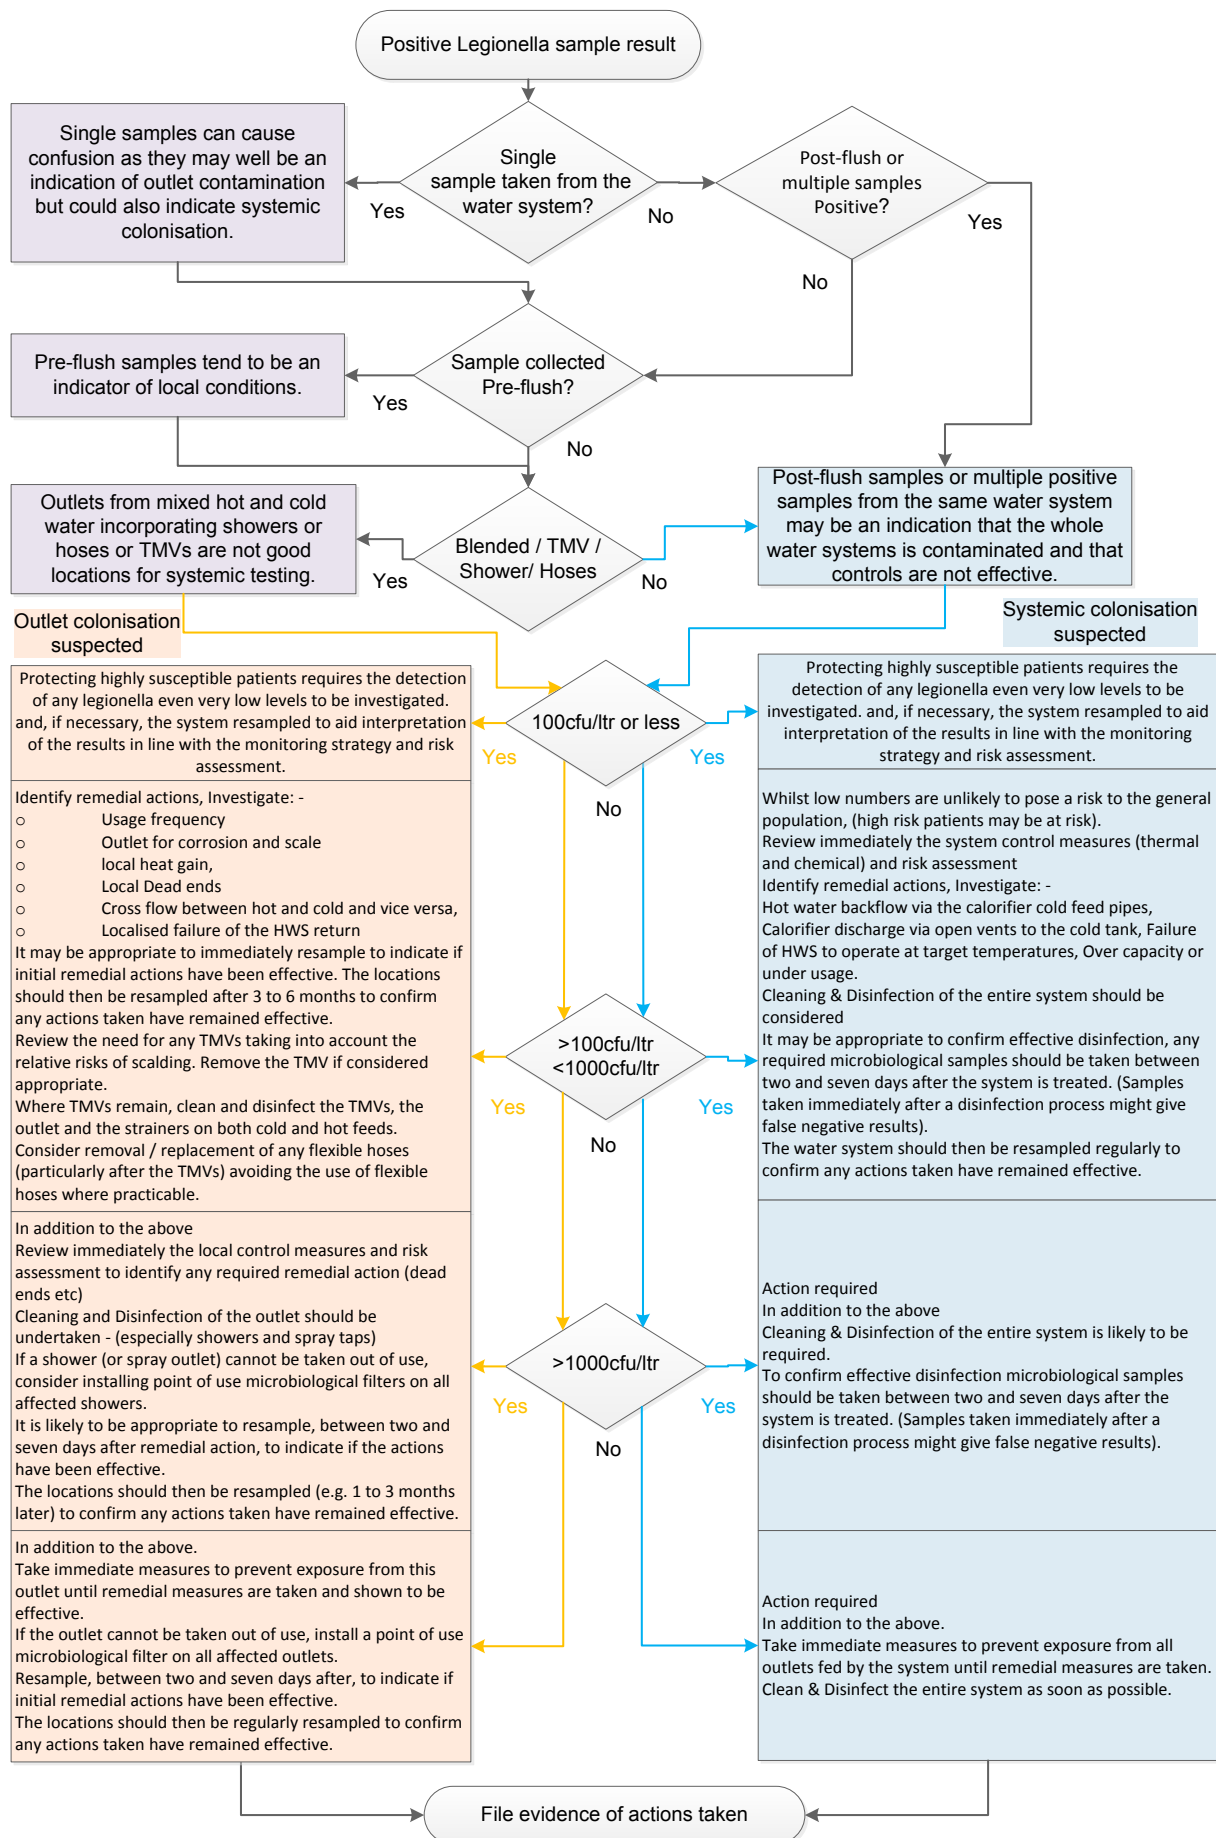 Positive Legionella sample result
Single samples can cause
confusion as they may well be an
indication of outlet contamination
but could also indicate systemic
colonisation.
Yes
Single
sample taken from the
water system?
No
Post-flush or
multiple samples
Positive?
Yes
No
Pre-flush samples tend to be an
indicator of local conditions.
Yes
Sample collected
Pre-flush?
No
Outlets from mixed hot and cold
water incorporating showers or
hoses or TMVs are not good
locations for systemic testing.
Yes
Blended / TMV /
Shower/ Hoses
No
Post-flush samples or multiple positive
samples from the same water system
may be an indication that the whole
water systems is contaminated and that
controls are not effective.
Outlet colonisation
suspected
Systemic colonisation
suspected
Protecting highly susceptible patients requires the
detection of any legionella even very low levels to be
investigated. and, if necessary, the system resampled to aid
interpretation of the results in line with the monitoring
strategy and risk assessment.
Yes
100cfu/ltr or less
Yes
No
Protecting highly susceptible patients requires the
detection of any legionella even very low levels to be
investigated. and, if necessary, the system resampled to aid
interpretation of the results in line with the monitoring
strategy and risk assessment.
Identify remedial actions, Investigate: -
o Usage frequency
o Outlet for corrosion and scale
o local heat gain,
o Local Dead ends
o Cross flow between hot and cold and vice versa,
o Localised failure of the HWS return
It may be appropriate to immediately resample to indicate if
initial remedial actions have been effective. The locations
should then be resampled after 3 to 6 months to confirm
any actions taken have remained effective.
Review the need for any TMVs taking into account the
relative risks of scalding. Remove the TMV if considered
appropriate.
Where TMVs remain, clean and disinfect the TMVs, the
outlet and the strainers on both cold and hot feeds.
Consider removal / replacement of any flexible hoses
(particularly after the TMVs) avoiding the use of flexible
hoses where practicable.
Yes
>100cfu/ltr
<1000cfu/ltr
Yes
No
Whilst low numbers are unlikely to pose a risk to the general
population, (high risk patients may be at risk).
Review immediately the system control measures (thermal
and chemical) and risk assessment
Identify remedial actions, Investigate: -
Hot water backflow via the calorifier cold feed pipes,
Calorifier discharge via open vents to the cold tank, Failure
of HWS to operate at target temperatures, Over capacity or
under usage.
Cleaning & Disinfection of the entire system should be
considered
It may be appropriate to confirm effective disinfection, any
required microbiological samples should be taken between
two and seven days after the system is treated. (Samples
taken immediately after a disinfection process might give
false negative results).
The water system should then be resampled regularly to
confirm any actions taken have remained effective.
In addition to the above
Review immediately the local control measures and risk
assessment to identify any required remedial action (dead
ends etc)
Cleaning and Disinfection of the outlet should be
undertaken - (especially showers and spray taps)
If a shower (or spray outlet) cannot be taken out of use,
consider installing point of use microbiological filters on all
affected showers.
It is likely to be appropriate to resample, between two and
seven days after remedial action, to indicate if the actions
have been effective.
The locations should then be resampled (e.g. 1 to 3 months
later) to confirm any actions taken have remained effective.
Yes
>1000cfu/ltr
Yes
No
Action required
In addition to the above
Cleaning & Disinfection of the entire system is likely to be
required.
To confirm effective disinfection microbiological samples
should be taken between two and seven days after the
system is treated. (Samples taken immediately after a
disinfection process might give false negative results).
In addition to the above.
Take immediate measures to prevent exposure from this
outlet until remedial measures are taken and shown to be
effective.
If the outlet cannot be taken out of use, install a point of use
microbiological filter on all affected outlets.
Resample, between two and seven days after, to indicate if
initial remedial actions have been effective.
The locations should then be regularly resampled to confirm
any actions taken have remained effective.
Action required
In addition to the above.
Take immediate measures to prevent exposure from all
outlets fed by the system until remedial measures are taken.
Clean & Disinfect the entire system as soon as possible.
File evidence of actions taken